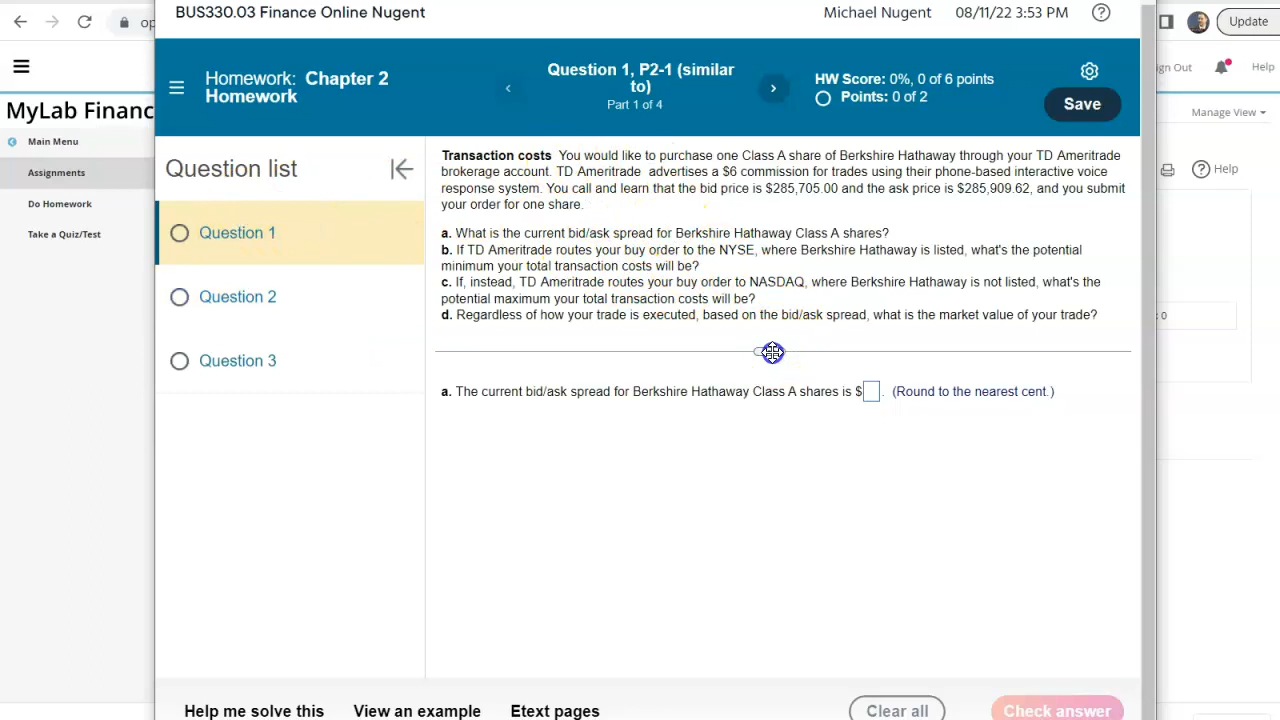 BUS330.03 Finance Online Nugent
Michael Nugent 08/11/22 3:53 PM
op
Update
Homework: Chapter 2
Homework
Question 1, P2-1 (similar
to)
Part 1 of 4
HW Score: 0%, 0 of 6 points
Points: 0 of 2
Save
ign Out
Help
MyLab Financ
Manage View
Main Menu
Assignments
Do Homework
Take a Quiz/Test
Help
: 0
Question list
Question 1
Question 2
Question 3
Transaction costs You would like to purchase one Class A share of Berkshire Hathaway through your TD Ameritrade
brokerage account. TD Ameritrade advertises a $6 commission for trades using their phone-based interactive voice
response system. You call and learn that the bid price is $285,705.00 and the ask price is $285,909.62, and you submit
your order for one share.
a. What is the current bid/ask spread for Berkshire Hathaway Class A shares?
b. If TD Ameritrade routes your buy order to the NYSE, where Berkshire Hathaway is listed, what's the potential
minimum your total transaction costs will be?
c. If, instead, TD Ameritrade routes your buy order to NASDAQ, where Berkshire Hathaway is not listed, what's the
potential maximum your total transaction costs will be?
d. Regardless of how your trade is executed, based on the bid/ask spread, what is the market value of your trade?
a. The current bid/ask spread for Berkshire Hathaway Class A shares is $ . (Round to the nearest cent.)
Help me solve this
View an example
Etext pages
Clear all
Check answer